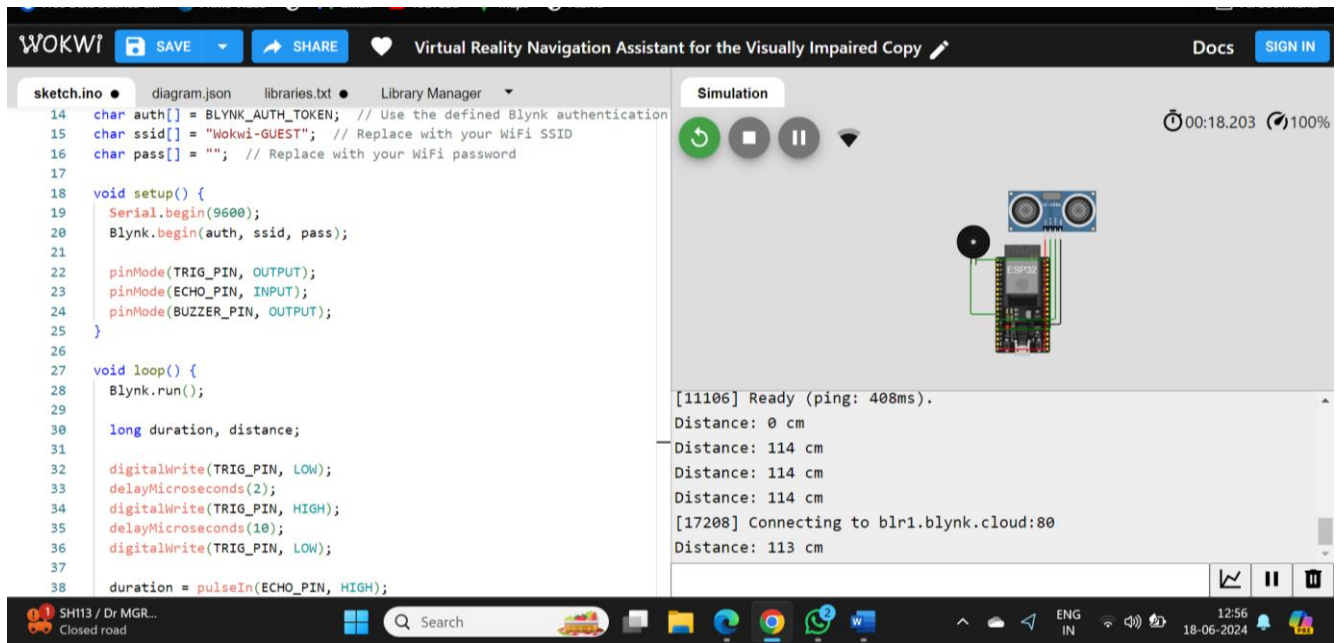 WOKWi SAVE SHARE Virtual Reality Navigation Assistant for the Visually Impaired Copy Docs SIGN IN
sketch.ino ● diagram.json libraries.txt ● Library Manager
Simulation
14 char auth[] = BLYNK_AUTH_TOKEN; // Use the defined Blynk authentication
15 char ssid[] = "Wokwi-GUEST"; // Replace with your WiFi SSID
16 char pass[] = ""; // Replace with your WiFi password
17
18 void setup() {
19 Serial.begin(9600);
20 Blynk.begin(auth, ssid, pass);
21
22 pinMode(TRIG_PIN, OUTPUT);
23 pinMode(ECHO_PIN, INPUT);
24 pinMode(BUZZER_PIN, OUTPUT);
25 }
26
27 void loop() {
28 Blynk.run();
29
30 long duration, distance;
31
32 digitalWrite(TRIG_PIN, LOW);
33 delayMicroseconds(2);
34 digitalWrite(TRIG_PIN, HIGH);
35 delayMicroseconds(10);
36 digitalWrite(TRIG_PIN, LOW);
37
38 duration = pulseIn(ECHO_PIN, HIGH);
00:18.203 100%
ESP32
[11106] Ready (ping: 408ms).
Distance: 0 cm
Distance: 114 cm
Distance: 114 cm
Distance: 114 cm
[17208] Connecting to blr1.blynk.cloud:80
Distance: 113 cm
1 SH113 / Dr MGR...
Closed road
Search
2
ENG
IN
12:56
18-06-2024
PRE